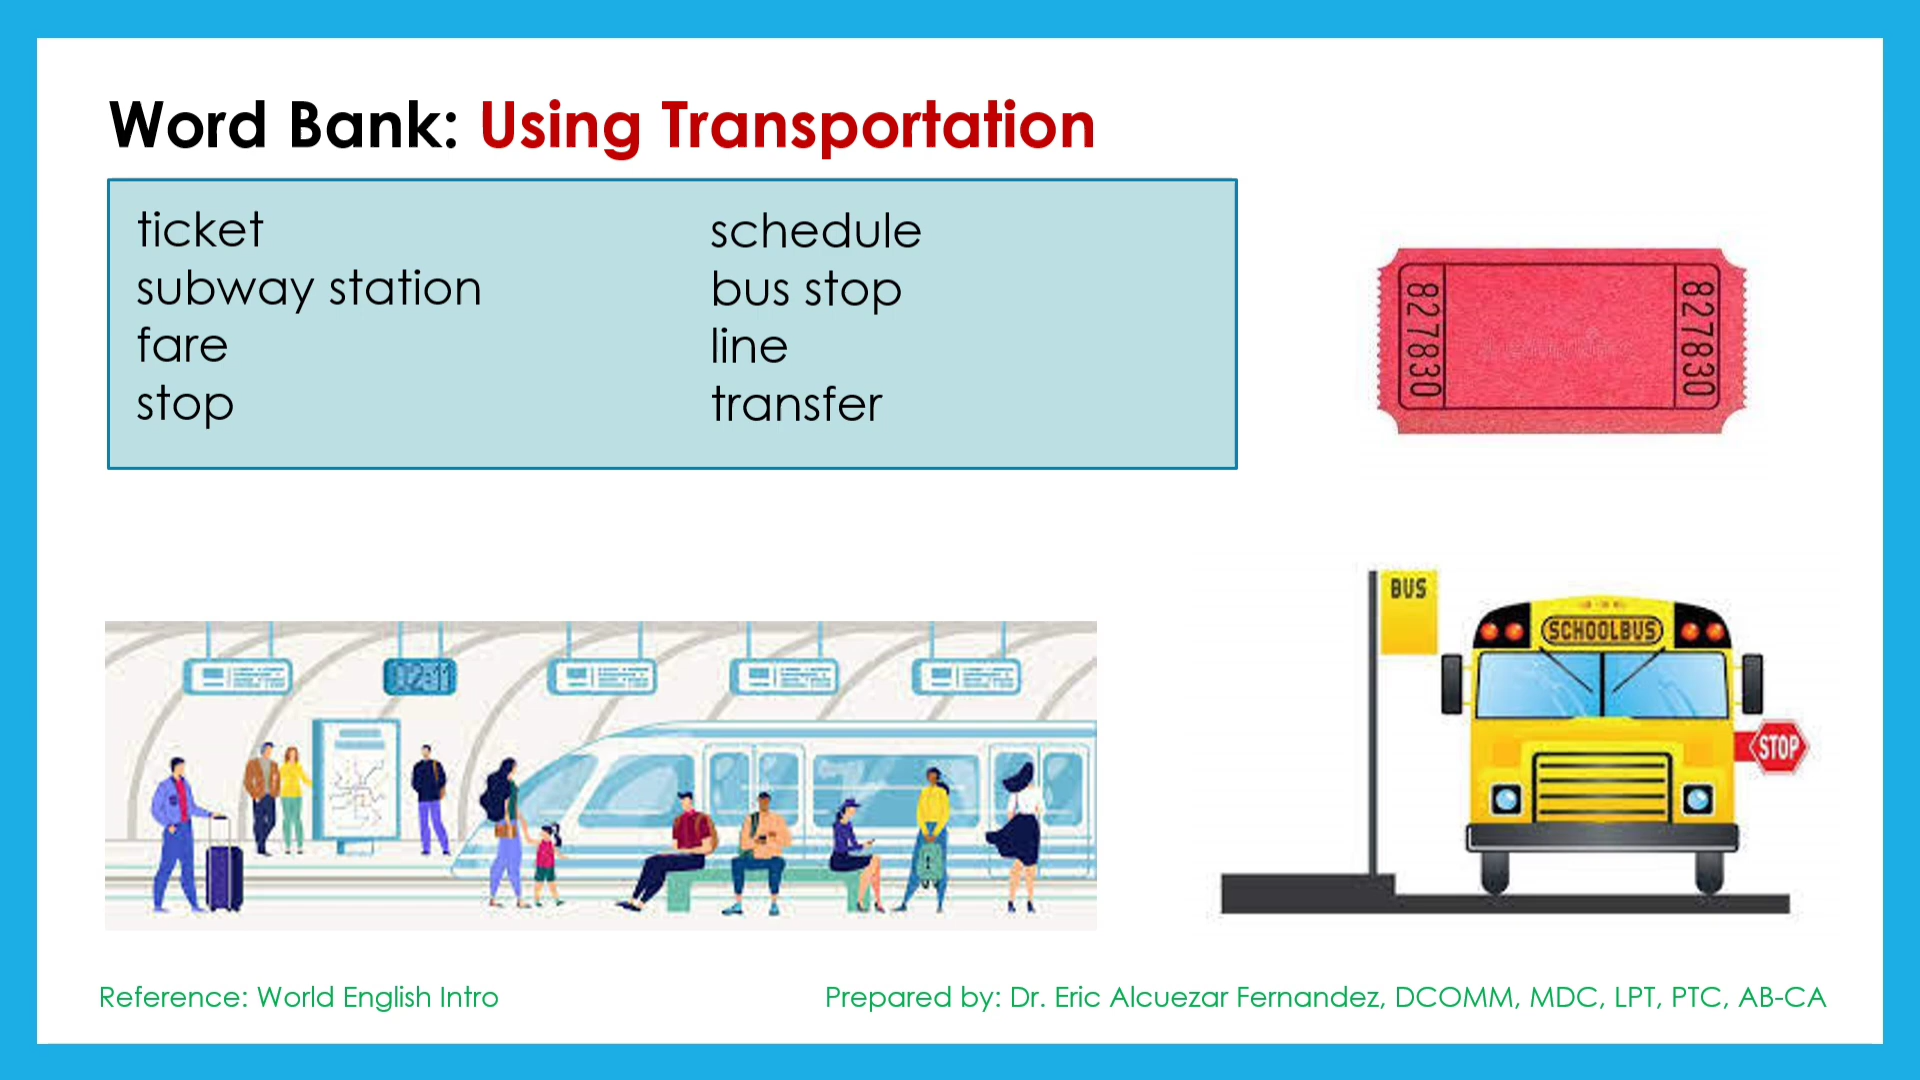 Word Bank: Using Transportation
ticket
subway station
fare
stop
schedule
bus stop
line
transfer
827830
827830
BUS
SCHOOLBUS
STOP
Reference: World English Intro
Prepared by: Dr. Eric Alcuezar Fernandez, DCOMM, MDC, LPT, PTC, AB-CA